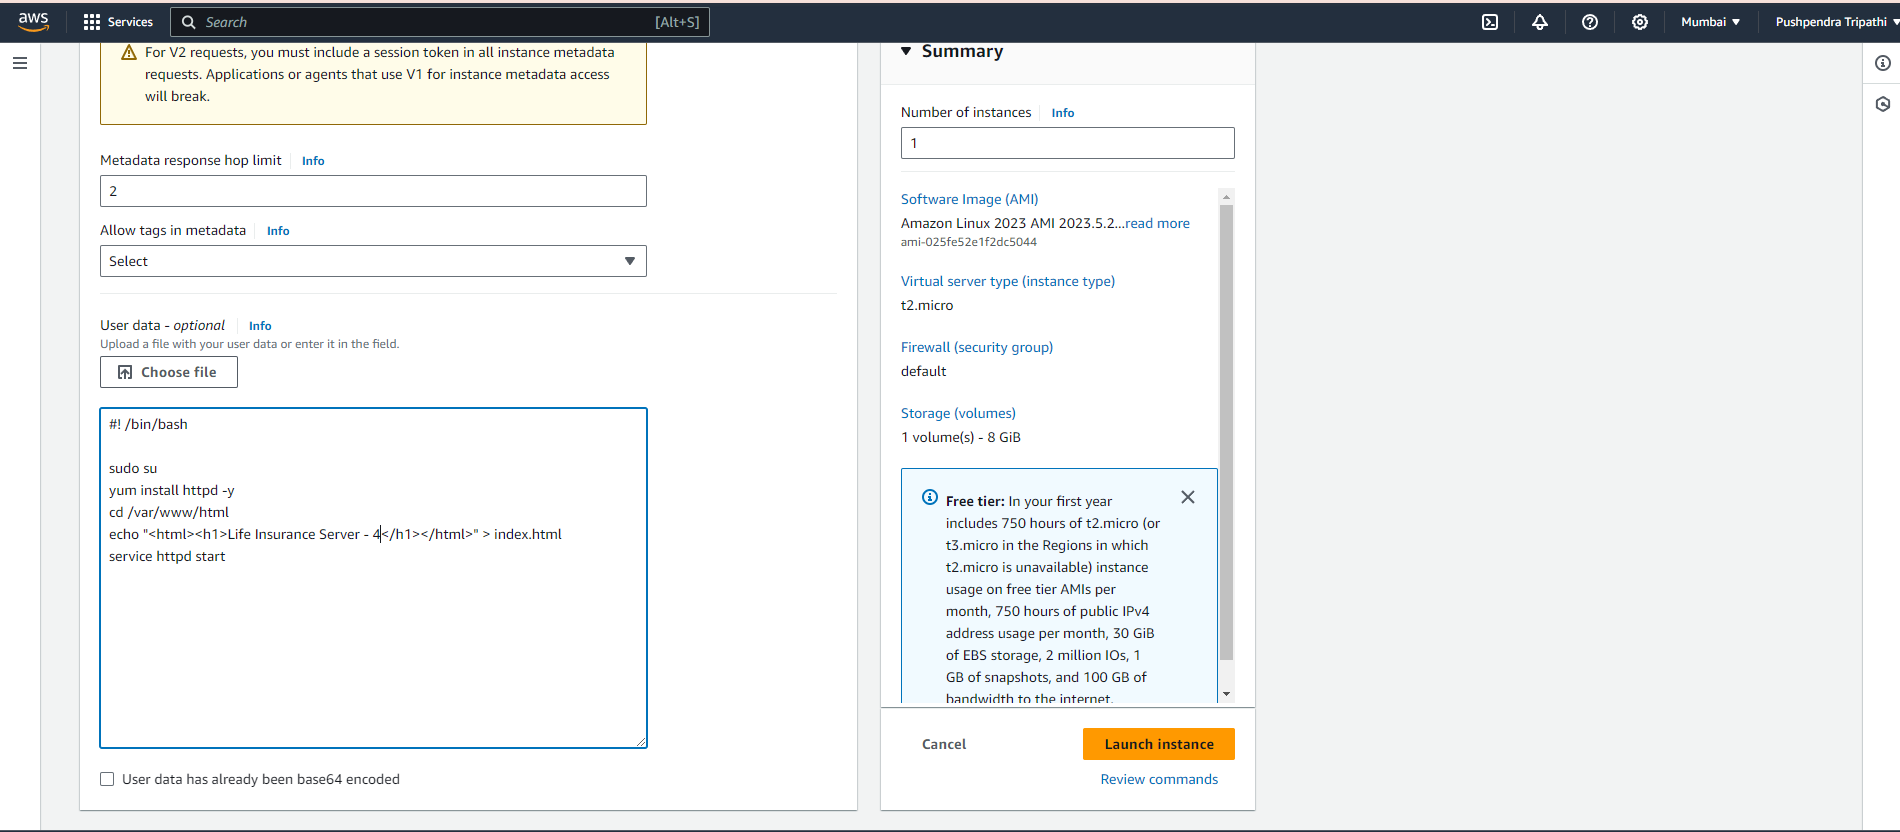 aws
Services
Search
[Alt+S]
Mumbai
Pushpendra Tripathi
For V2 requests, you must include a session token in all instance metadata
requests. Applications or agents that use V1 for instance metadata access
will break.
Metadata response hop limit
Info
2
Allow tags in metadata
Info
Select
User data - optional
Info
Upload a file with your user data or enter it in the field.
Choose file
#! /bin/bash
sudo su
yum install httpd -y
cd /var/www/html
echo "<html><h1>Life Insurance Server - 4</h1></html>" > index.html
service httpd start
User data has already been base64 encoded
Summary
Number of instances
Info
1
Software Image (AMI)
Amazon Linux 2023 AMI 2023.5.2...read more
ami-025fe52e1f2dc5044
Virtual server type (instance type)
t2.micro
Firewall (security group)
default
Storage (volumes)
1 volume(s) - 8 GiB
Free tier: In your first year
includes 750 hours of t2.micro (or
t3.micro in the Regions in which
t2.micro is unavailable) instance
usage on free tier AMIs per
month, 750 hours of public IPv4
address usage per month, 30 GiB
of EBS storage, 2 million IOs, 1
GB of snapshots, and 100 GB of
bandwidth to the internet.
Cancel
Launch instance
Review commands